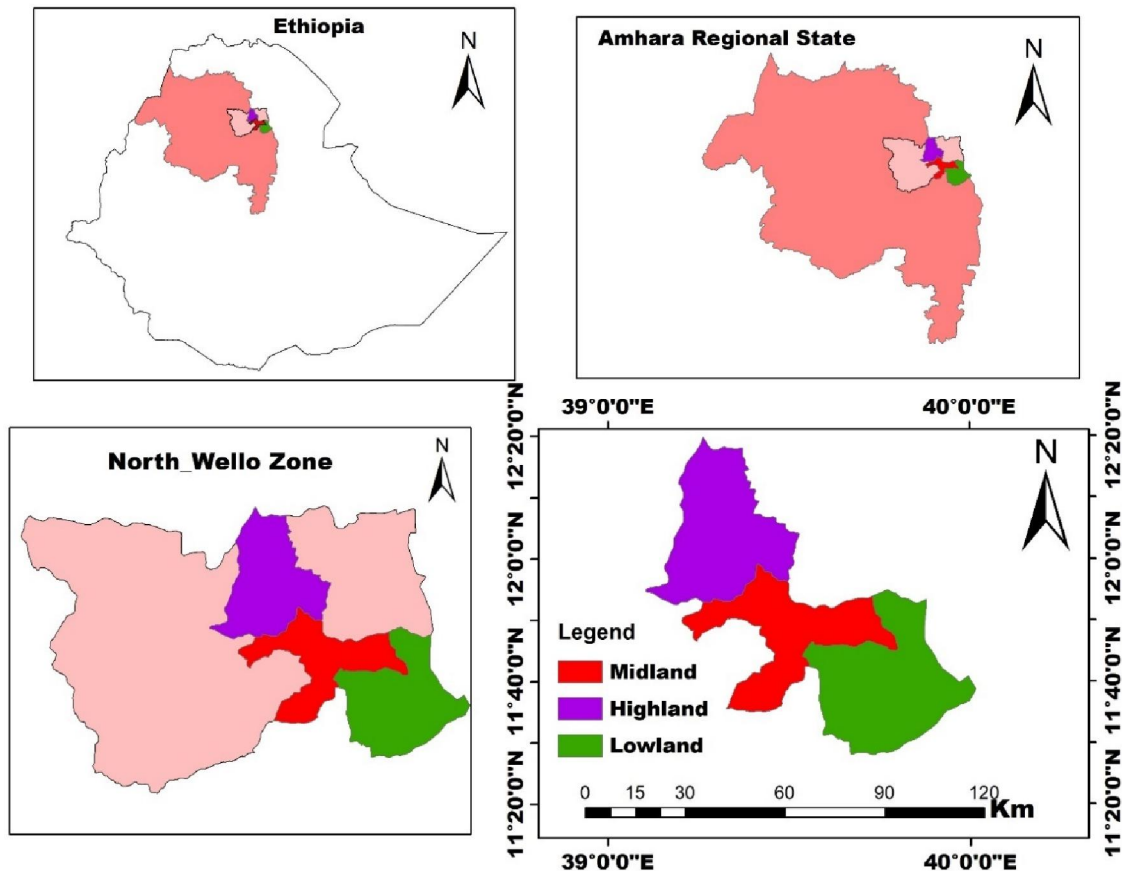 Ethiopia
N
Amhara Regional State
N
North_Wello Zone
N
39°0'0"E
40°0'0"E
12°20'0"N
12°0'0"N
11°40'0"N
11°20'0"N
12°20'0"N
12°0'0"N
11°40'0"N
11°20'0"N
N
Legend
Midland
Highland
Lowland
0 15 30 60 90 120
Km
39°0'0"E
40°0'0"E